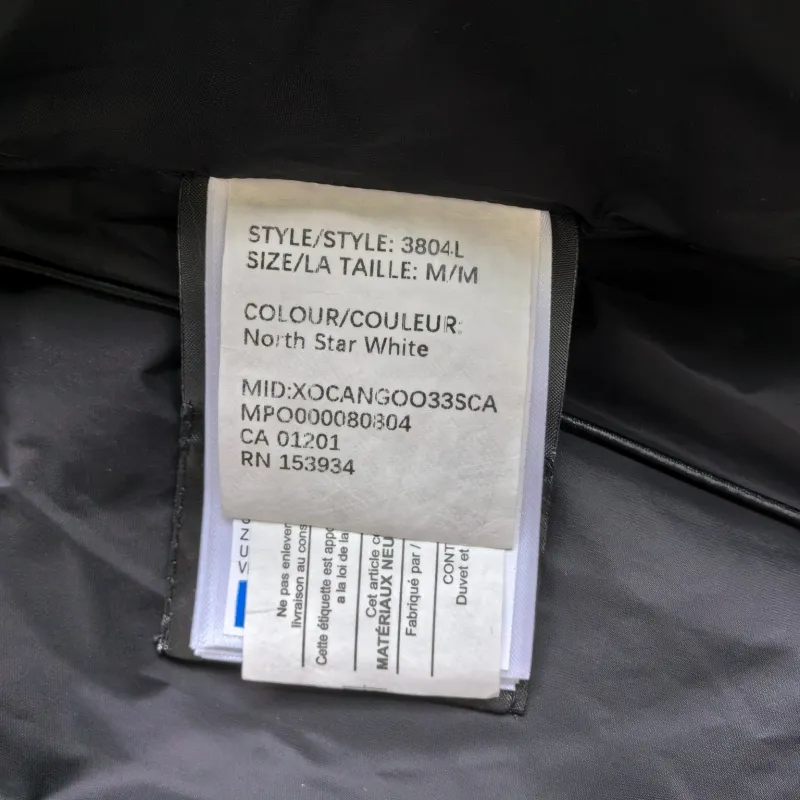 STYLE/STYLE: 3804L
SIZE/LA TAILLE: M/M
COLOUR/COULEUR:
North Star White
MID:XOCANGOO33SCA
MPO000080804
CA 01201
RN 153934
Ne pas enlever
livraison au cons
Cette étiquette est appo
a la loi de la
Cet article
MATÉRIAUX NEU
Fabriqué par /
CONT
Duvet et